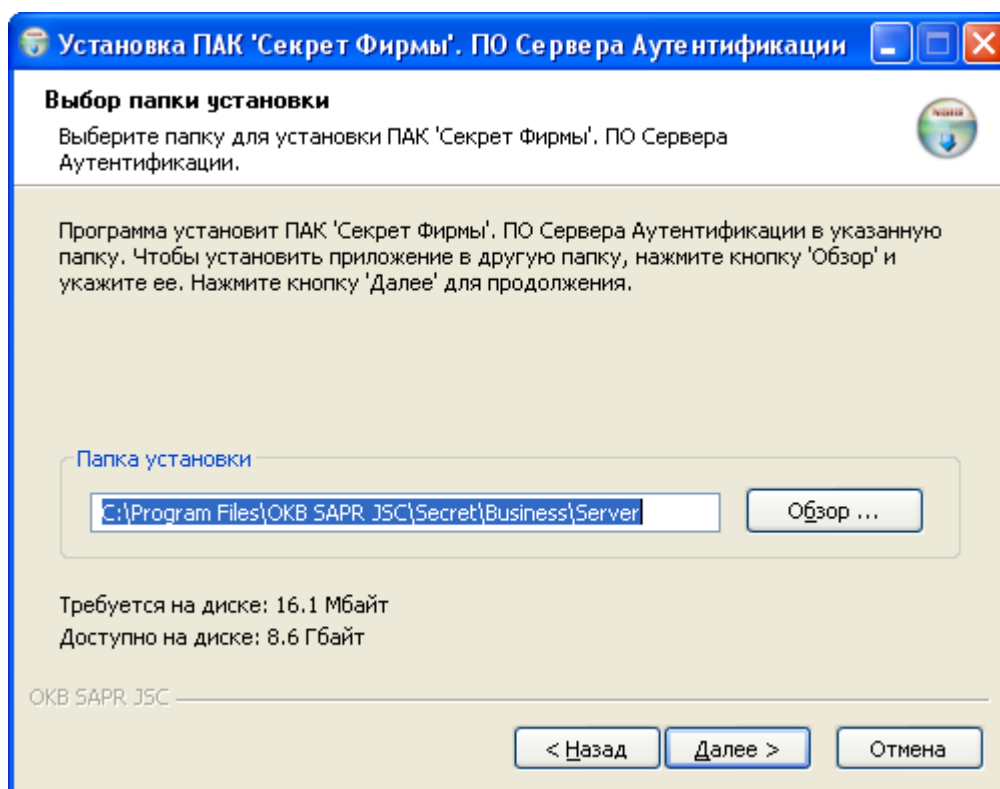 Установка ПАК 'Секрет Фирмы'. ПО Сервера Аутентификации
Выбор папки установки
Выберите папку для установки ПАК 'Секрет Фирмы'. ПО Сервера
Аутентификации.
Программа установит ПАК 'Секрет Фирмы'. ПО Сервера Аутентификации в указанную
папку. Чтобы установить приложение в другую папку, нажмите кнопку 'Обзор' и
укажите ее. Нажмите кнопку 'Далее' для продолжения.
Папка установки
C:\Program Files\OKB SAPR JSC\Secret\Business\Server
Обзор ...
Требуется на диске: 16.1 Мбайт
Доступно на диске: 8.6 Гбайт
OKB SAPR JSC
< Назад
Далее >
Отмена